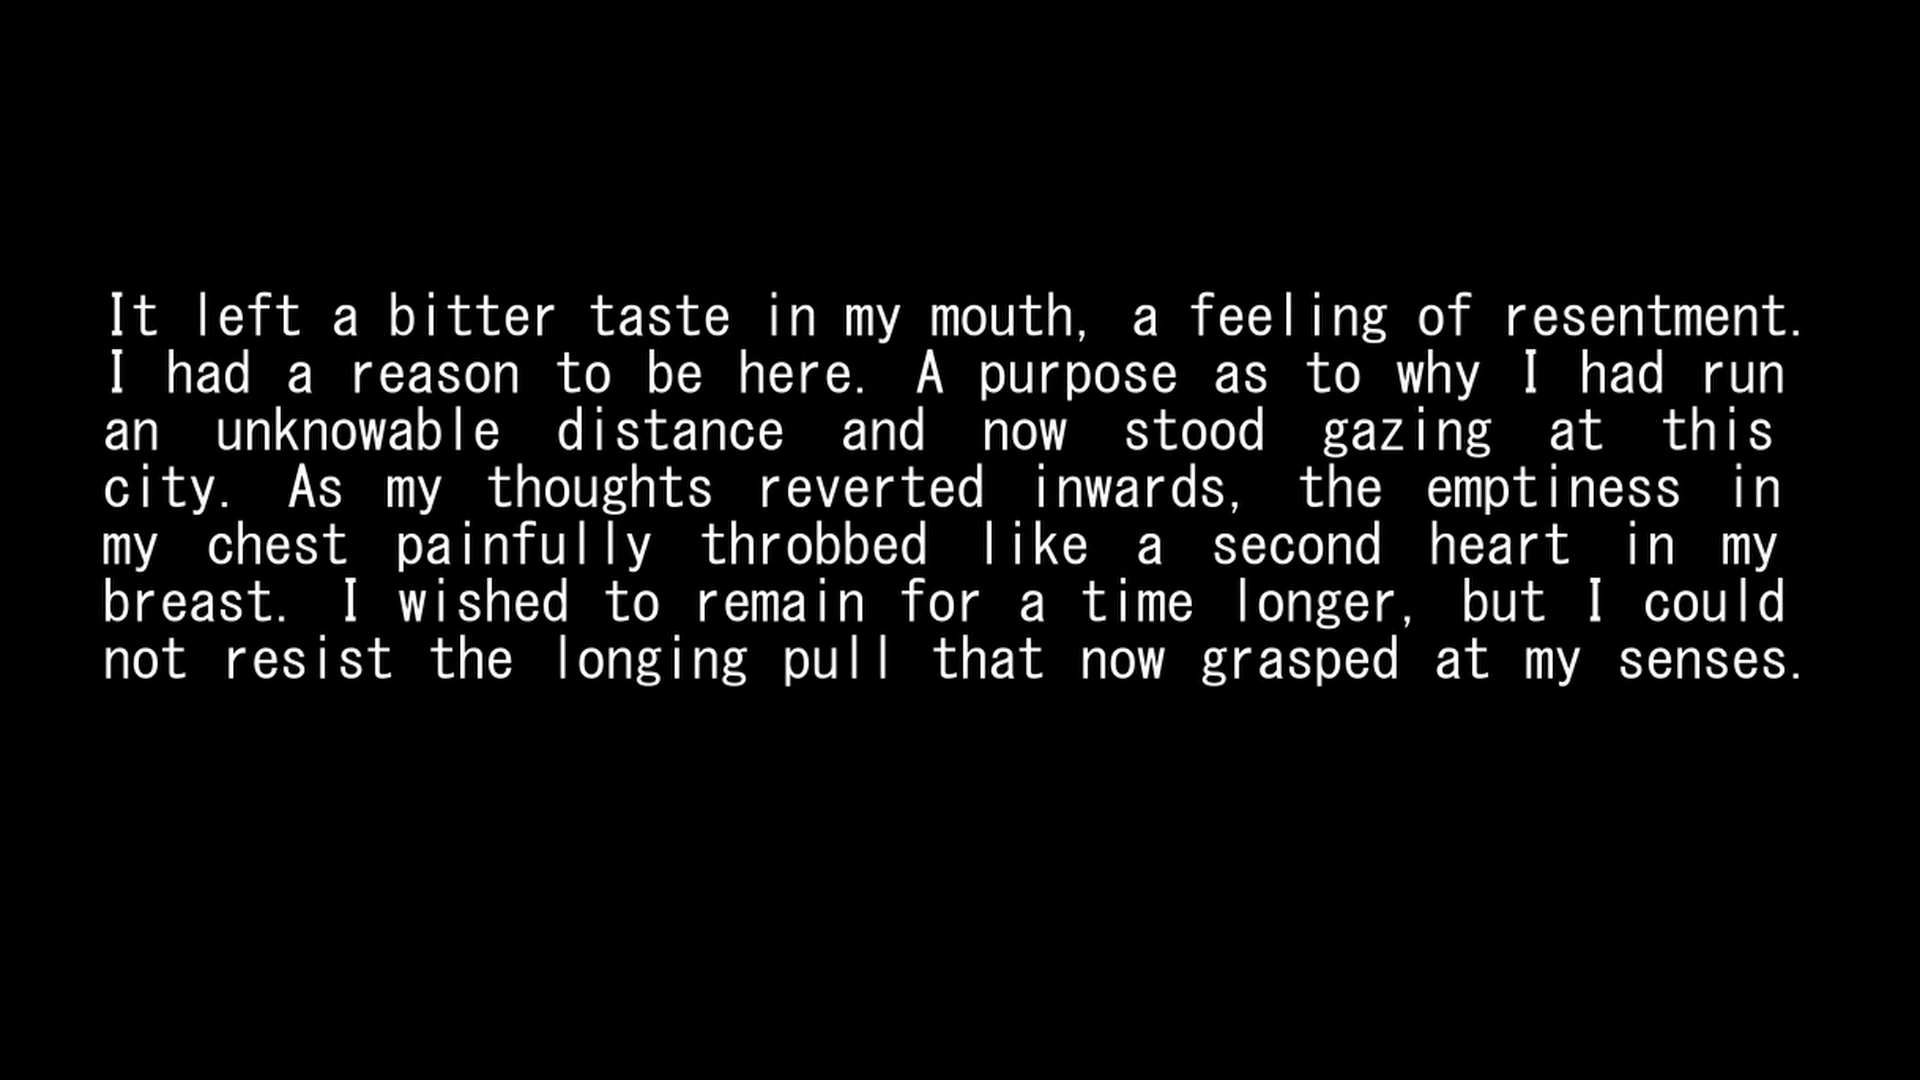 It left a bitter taste in my mouth, a feeling of resentment.
I had a reason to be here. A purpose as to why I had run
an unknowable distance and now stood gazing at this
city. As my thoughts reverted inwards, the emptiness in
my chest painfully throbbed like a second heart in my
breast. I wished to remain for a time longer, but I could
not resist the longing pull that now grasped at my senses.